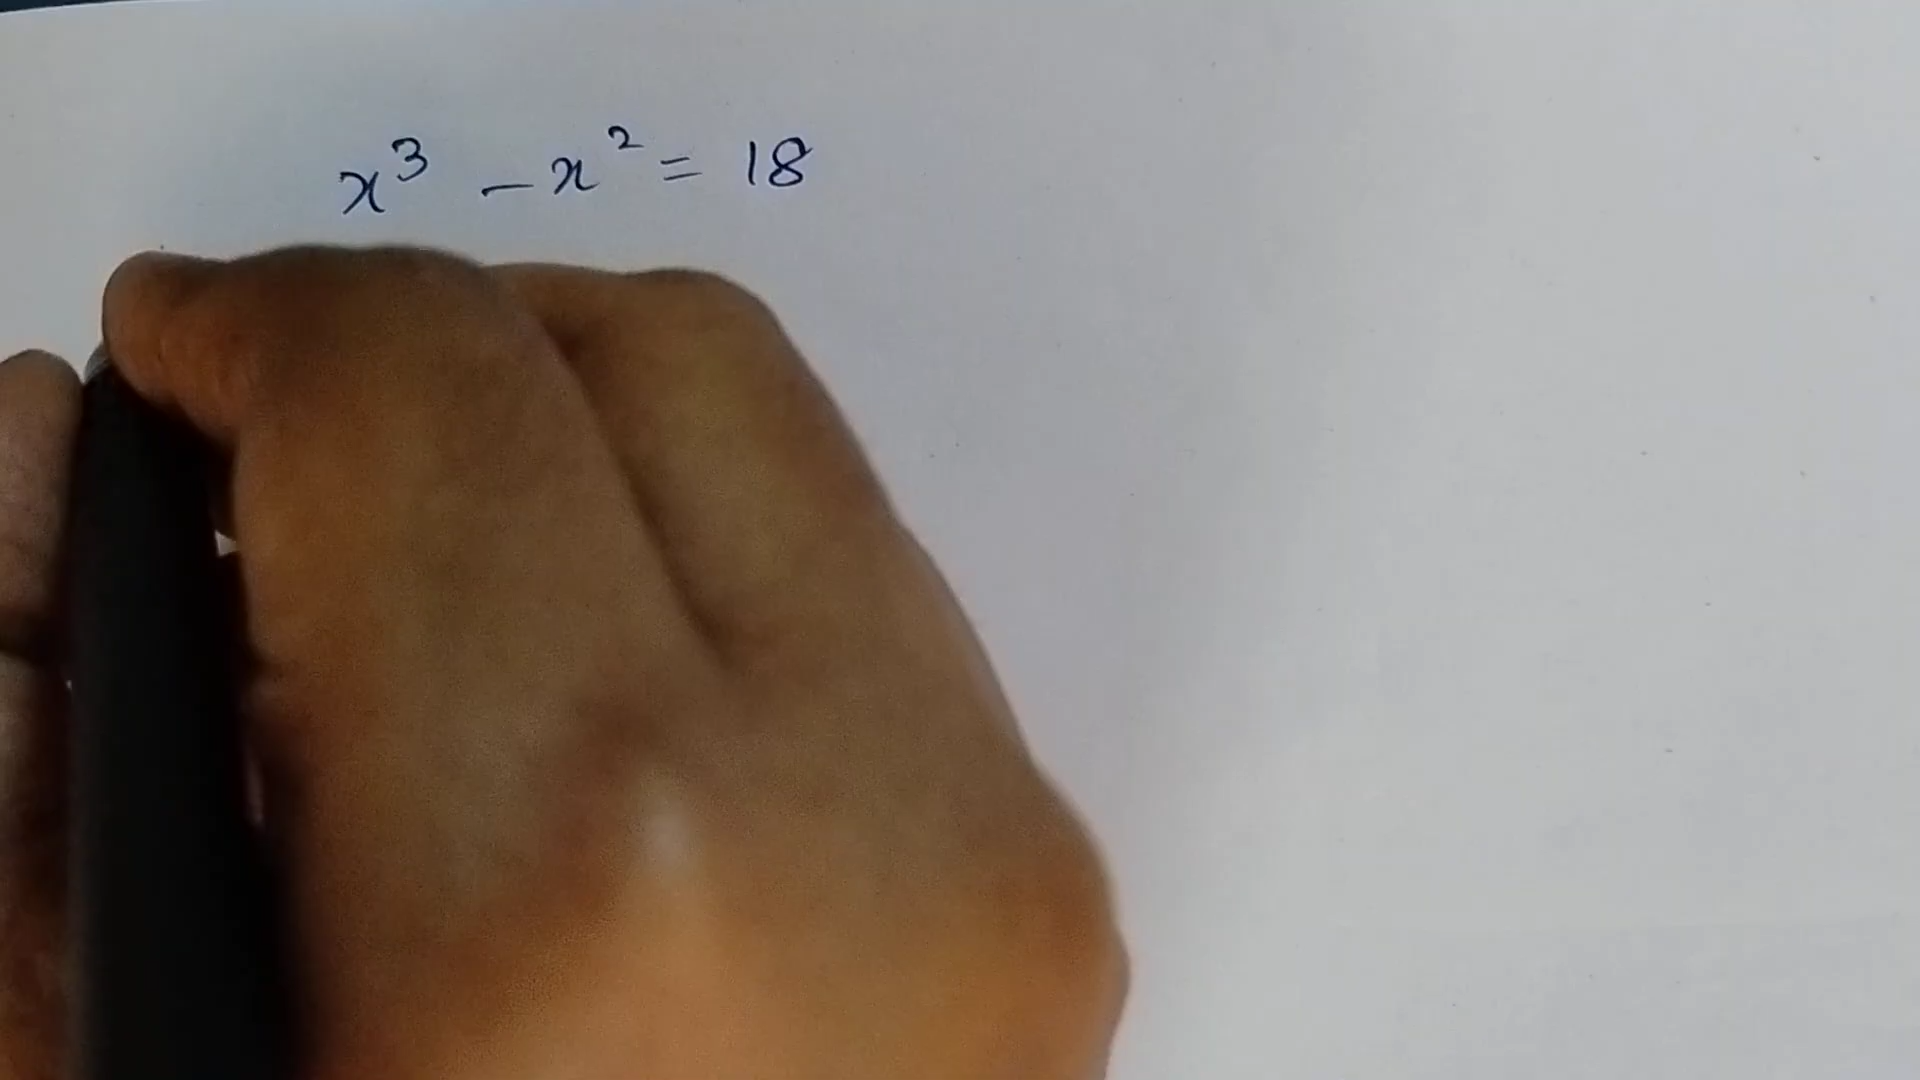 x³ - x² = 18